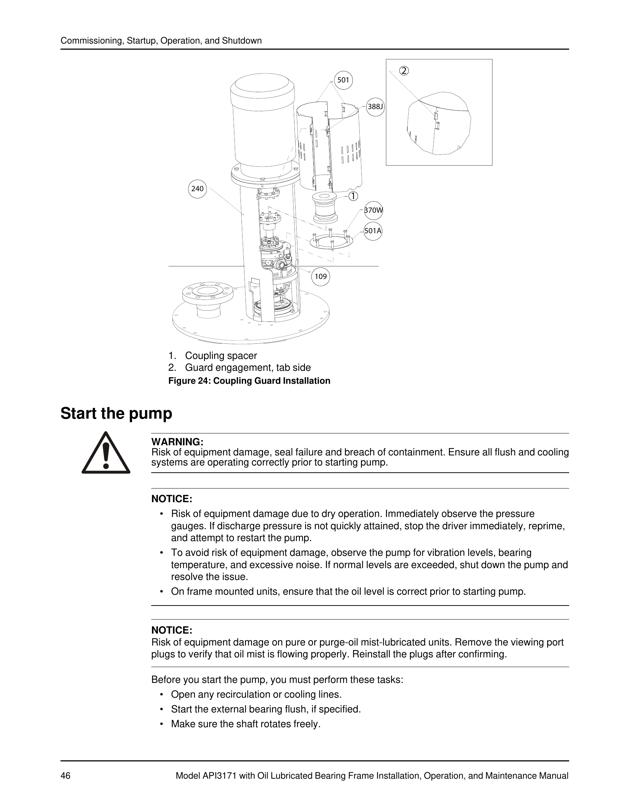 Commissioning, Startup, Operation, and Shutdown
501
2
388J
240
1
370W
501A
109
1. Coupling spacer
2. Guard engagement, tab side
Figure 24: Coupling Guard Installation
Start the pump
WARNING:
Risk of equipment damage, seal failure and breach of containment. Ensure all flush and cooling
systems are operating correctly prior to starting pump.
NOTICE:
• Risk of equipment damage due to dry operation. Immediately observe the pressure
gauges. If discharge pressure is not quickly attained, stop the driver immediately, reprime,
and attempt to restart the pump.
• To avoid risk of equipment damage, observe the pump for vibration levels, bearing
temperature, and excessive noise. If normal levels are exceeded, shut down the pump and
resolve the issue.
• On frame mounted units, ensure that the oil level is correct prior to starting pump.
NOTICE:
Risk of equipment damage on pure or purge-oil mist-lubricated units. Remove the viewing port
plugs to verify that oil mist is flowing properly. Reinstall the plugs after confirming.
Before you start the pump, you must perform these tasks:
• Open any recirculation or cooling lines.
• Start the external bearing flush, if specified.
• Make sure the shaft rotates freely.
46 Model API3171 with Oil Lubricated Bearing Frame Installation, Operation, and Maintenance Manual